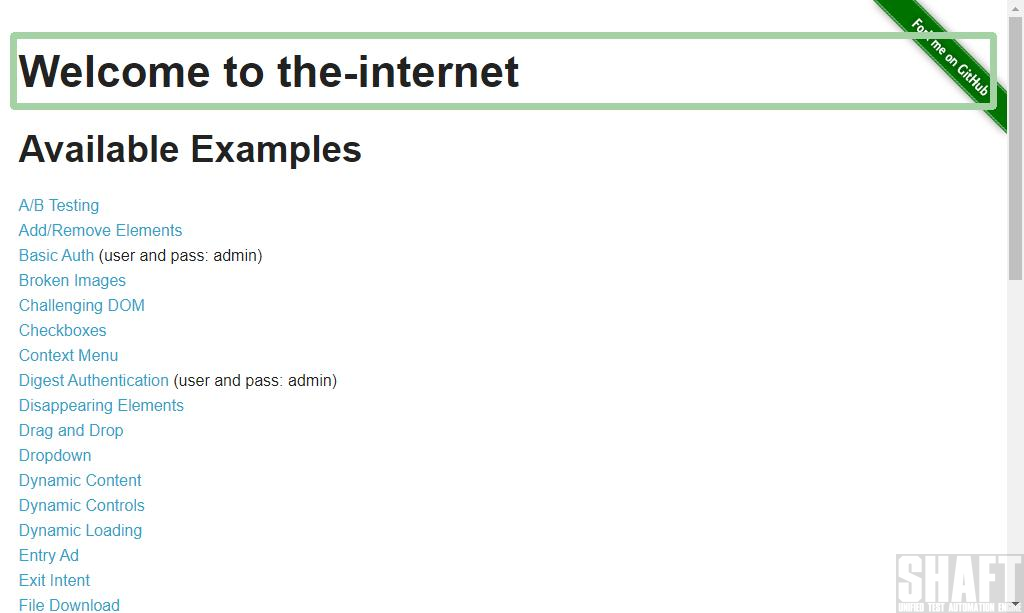 Fork me on GitHub
Welcome to the-internet
Available Examples
A/B Testing
Add/Remove Elements
Basic Auth (user and pass: admin)
Broken Images
Challenging DOM
Checkboxes
Context Menu
Digest Authentication (user and pass: admin)
Disappearing Elements
Drag and Drop
Dropdown
Dynamic Content
Dynamic Controls
Dynamic Loading
Entry Ad
Exit Intent
File Download
SHAFT
UNIFIED TEST AUTOMATION